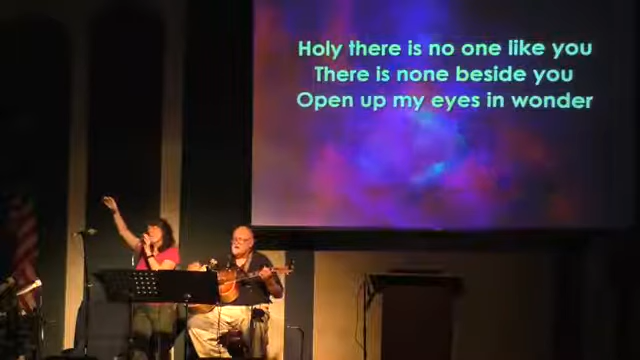 Holy there is no one like you
There is none beside you
Open up my eyes in wonder